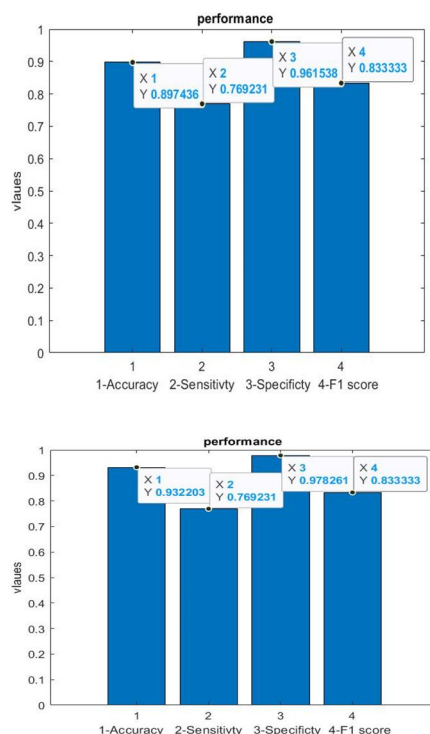 performance
1
0.9
0.8
0.7
0.6
0.5
0.4
0.3
0.2
0.1
0
vlaues
X 1
Y 0.897436
X 2
Y 0.769231
X 3
Y 0.961538
X 4
Y 0.833333
1 2 3 4
1-Accuracy 2-Sensitivty 3-Specificty 4-F1 score
performance
1
0.9
0.8
0.7
0.6
0.5
0.4
0.3
0.2
0.1
0
vlaues
X 1
Y 0.932203
X 2
Y 0.769231
X 3
Y 0.978261
X 4
Y 0.833333
1 2 3 4
1-Accuracy 2-Sensitivty 3-Specificty 4-F1 score